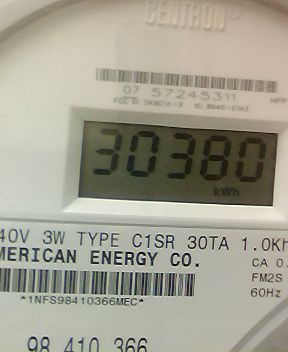 CENTRON®
07 57245311
30380
kWh
40V 3W TYPE C1SR 30TA 1.0Kh
MERICAN ENERGY CO.
CA 0.
FM2S
60Hz
*1NFS98410366MEC*
98 410 366